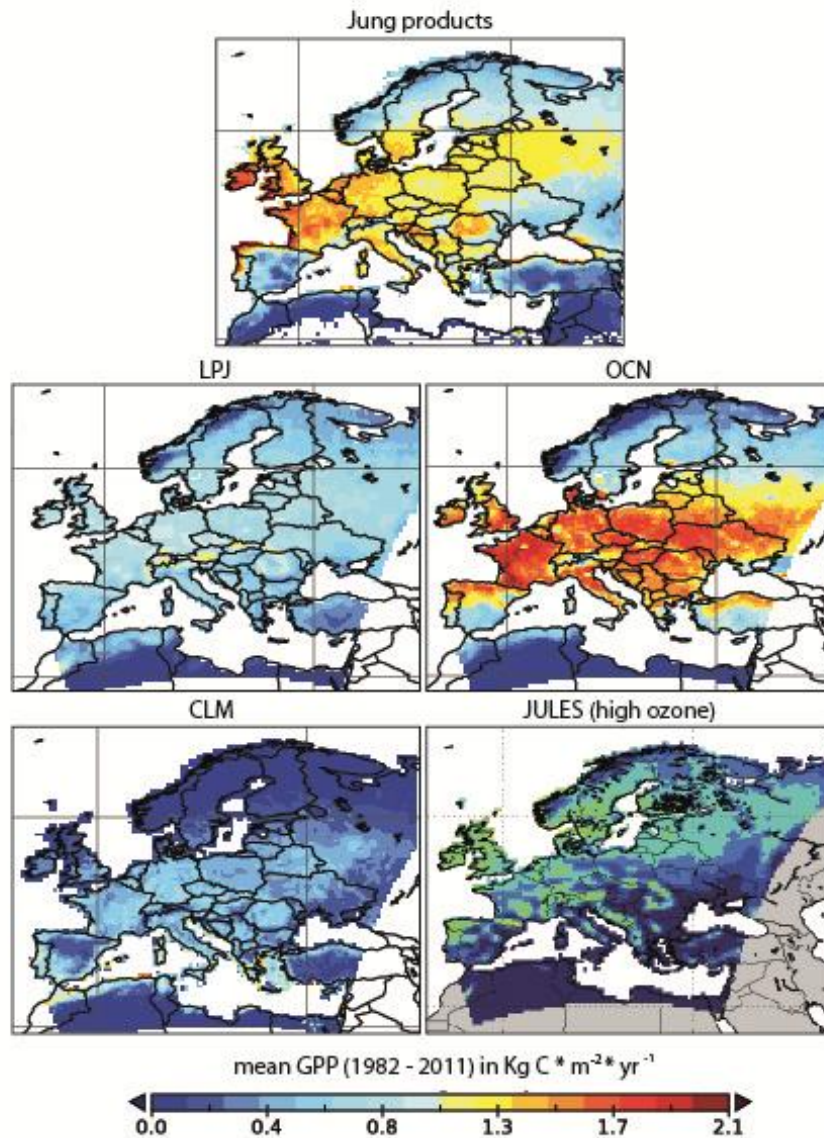 Jung products
LPJ
OCN
CLM
JULES (high ozone)
mean GPP (1982 - 2011) in Kg C * m⁻²* yr ⁻¹
0.0 0.4 0.8 1.3 1.7 2.1